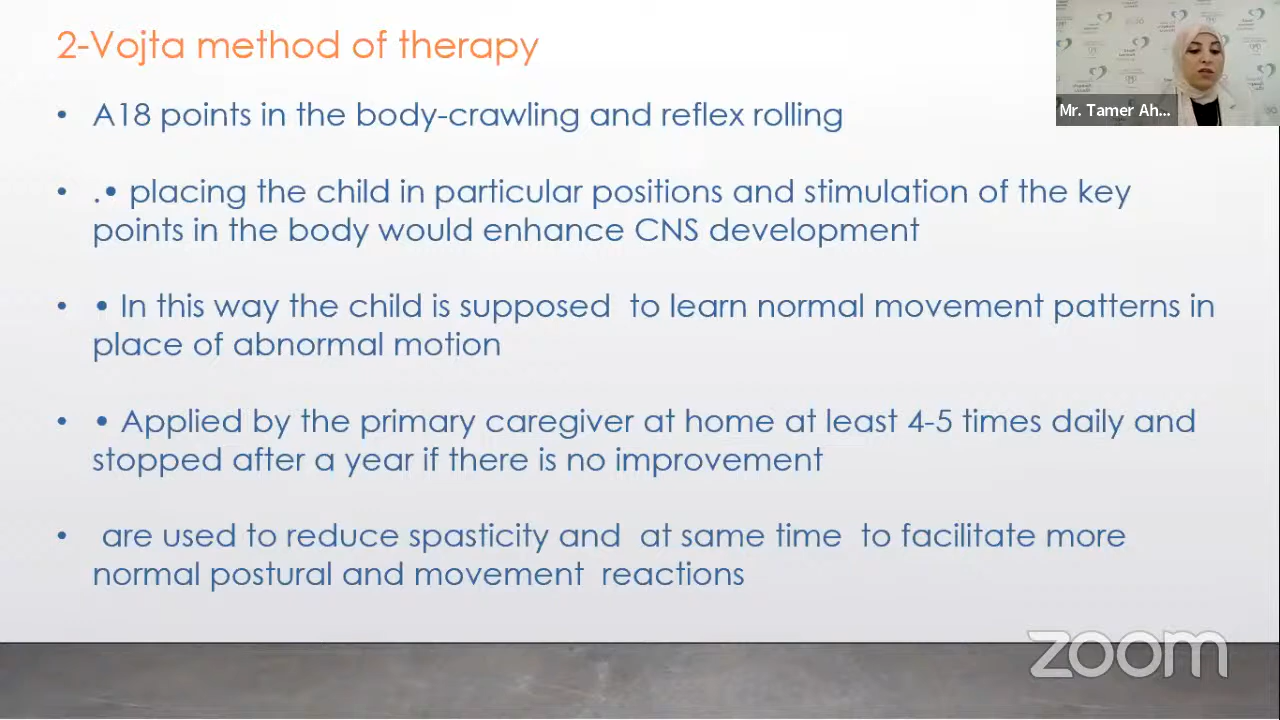 2-Vojta method of therapy
• A18 points in the body-crawling and reflex rolling
• .• placing the child in particular positions and stimulation of the key
points in the body would enhance CNS development
• • In this way the child is supposed to learn normal movement patterns in
place of abnormal motion
• • Applied by the primary caregiver at home at least 4-5 times daily and
stopped after a year if there is no improvement
• are used to reduce spasticity and at same time to facilitate more
normal postural and movement reactions
Mr. Tamer Ah...
zoom